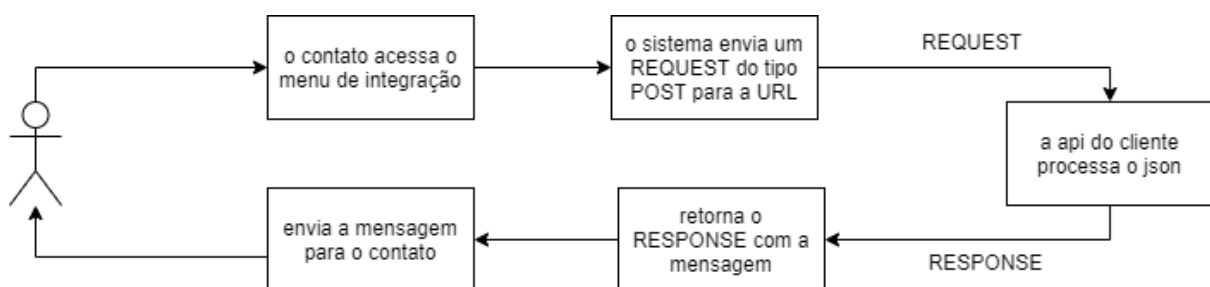 o contato acessa o
menu de integração
o sistema envia um
REQUEST do tipo
POST para a URL
REQUEST
a api do cliente
processa o json
RESPONSE
retorna o
RESPONSE com a
mensagem
envia a mensagem
para o contato